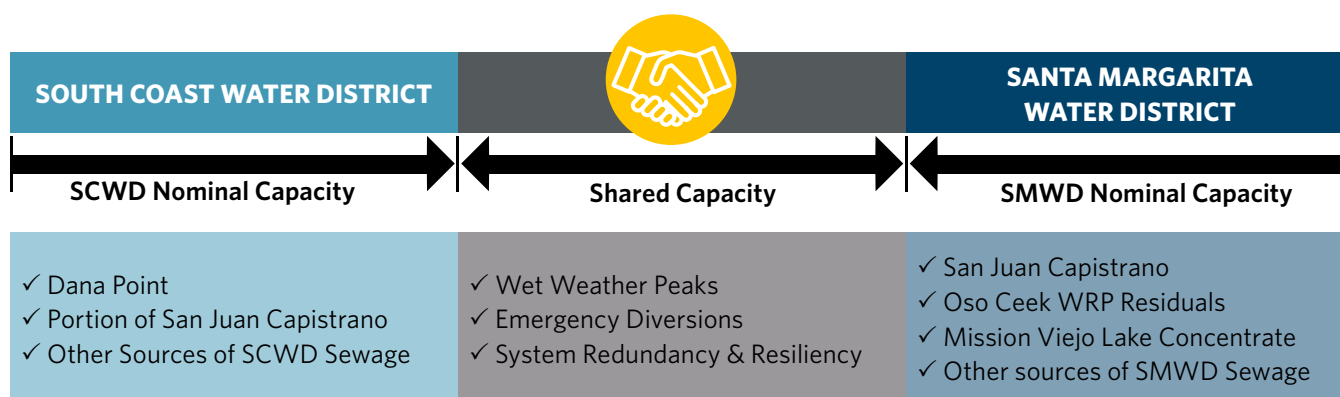 SOUTH COAST WATER DISTRICT
SANTA MARGARITA
WATER DISTRICT
SCWD Nominal Capacity
Shared Capacity
SMWD Nominal Capacity
✓ Dana Point
✓ Portion of San Juan Capistrano
✓ Other Sources of SCWD Sewage
✓ Wet Weather Peaks
✓ Emergency Diversions
✓ System Redundancy & Resiliency
✓ San Juan Capistrano
✓ Oso Ceek WRP Residuals
✓ Mission Viejo Lake Concentrate
✓ Other sources of SMWD Sewage